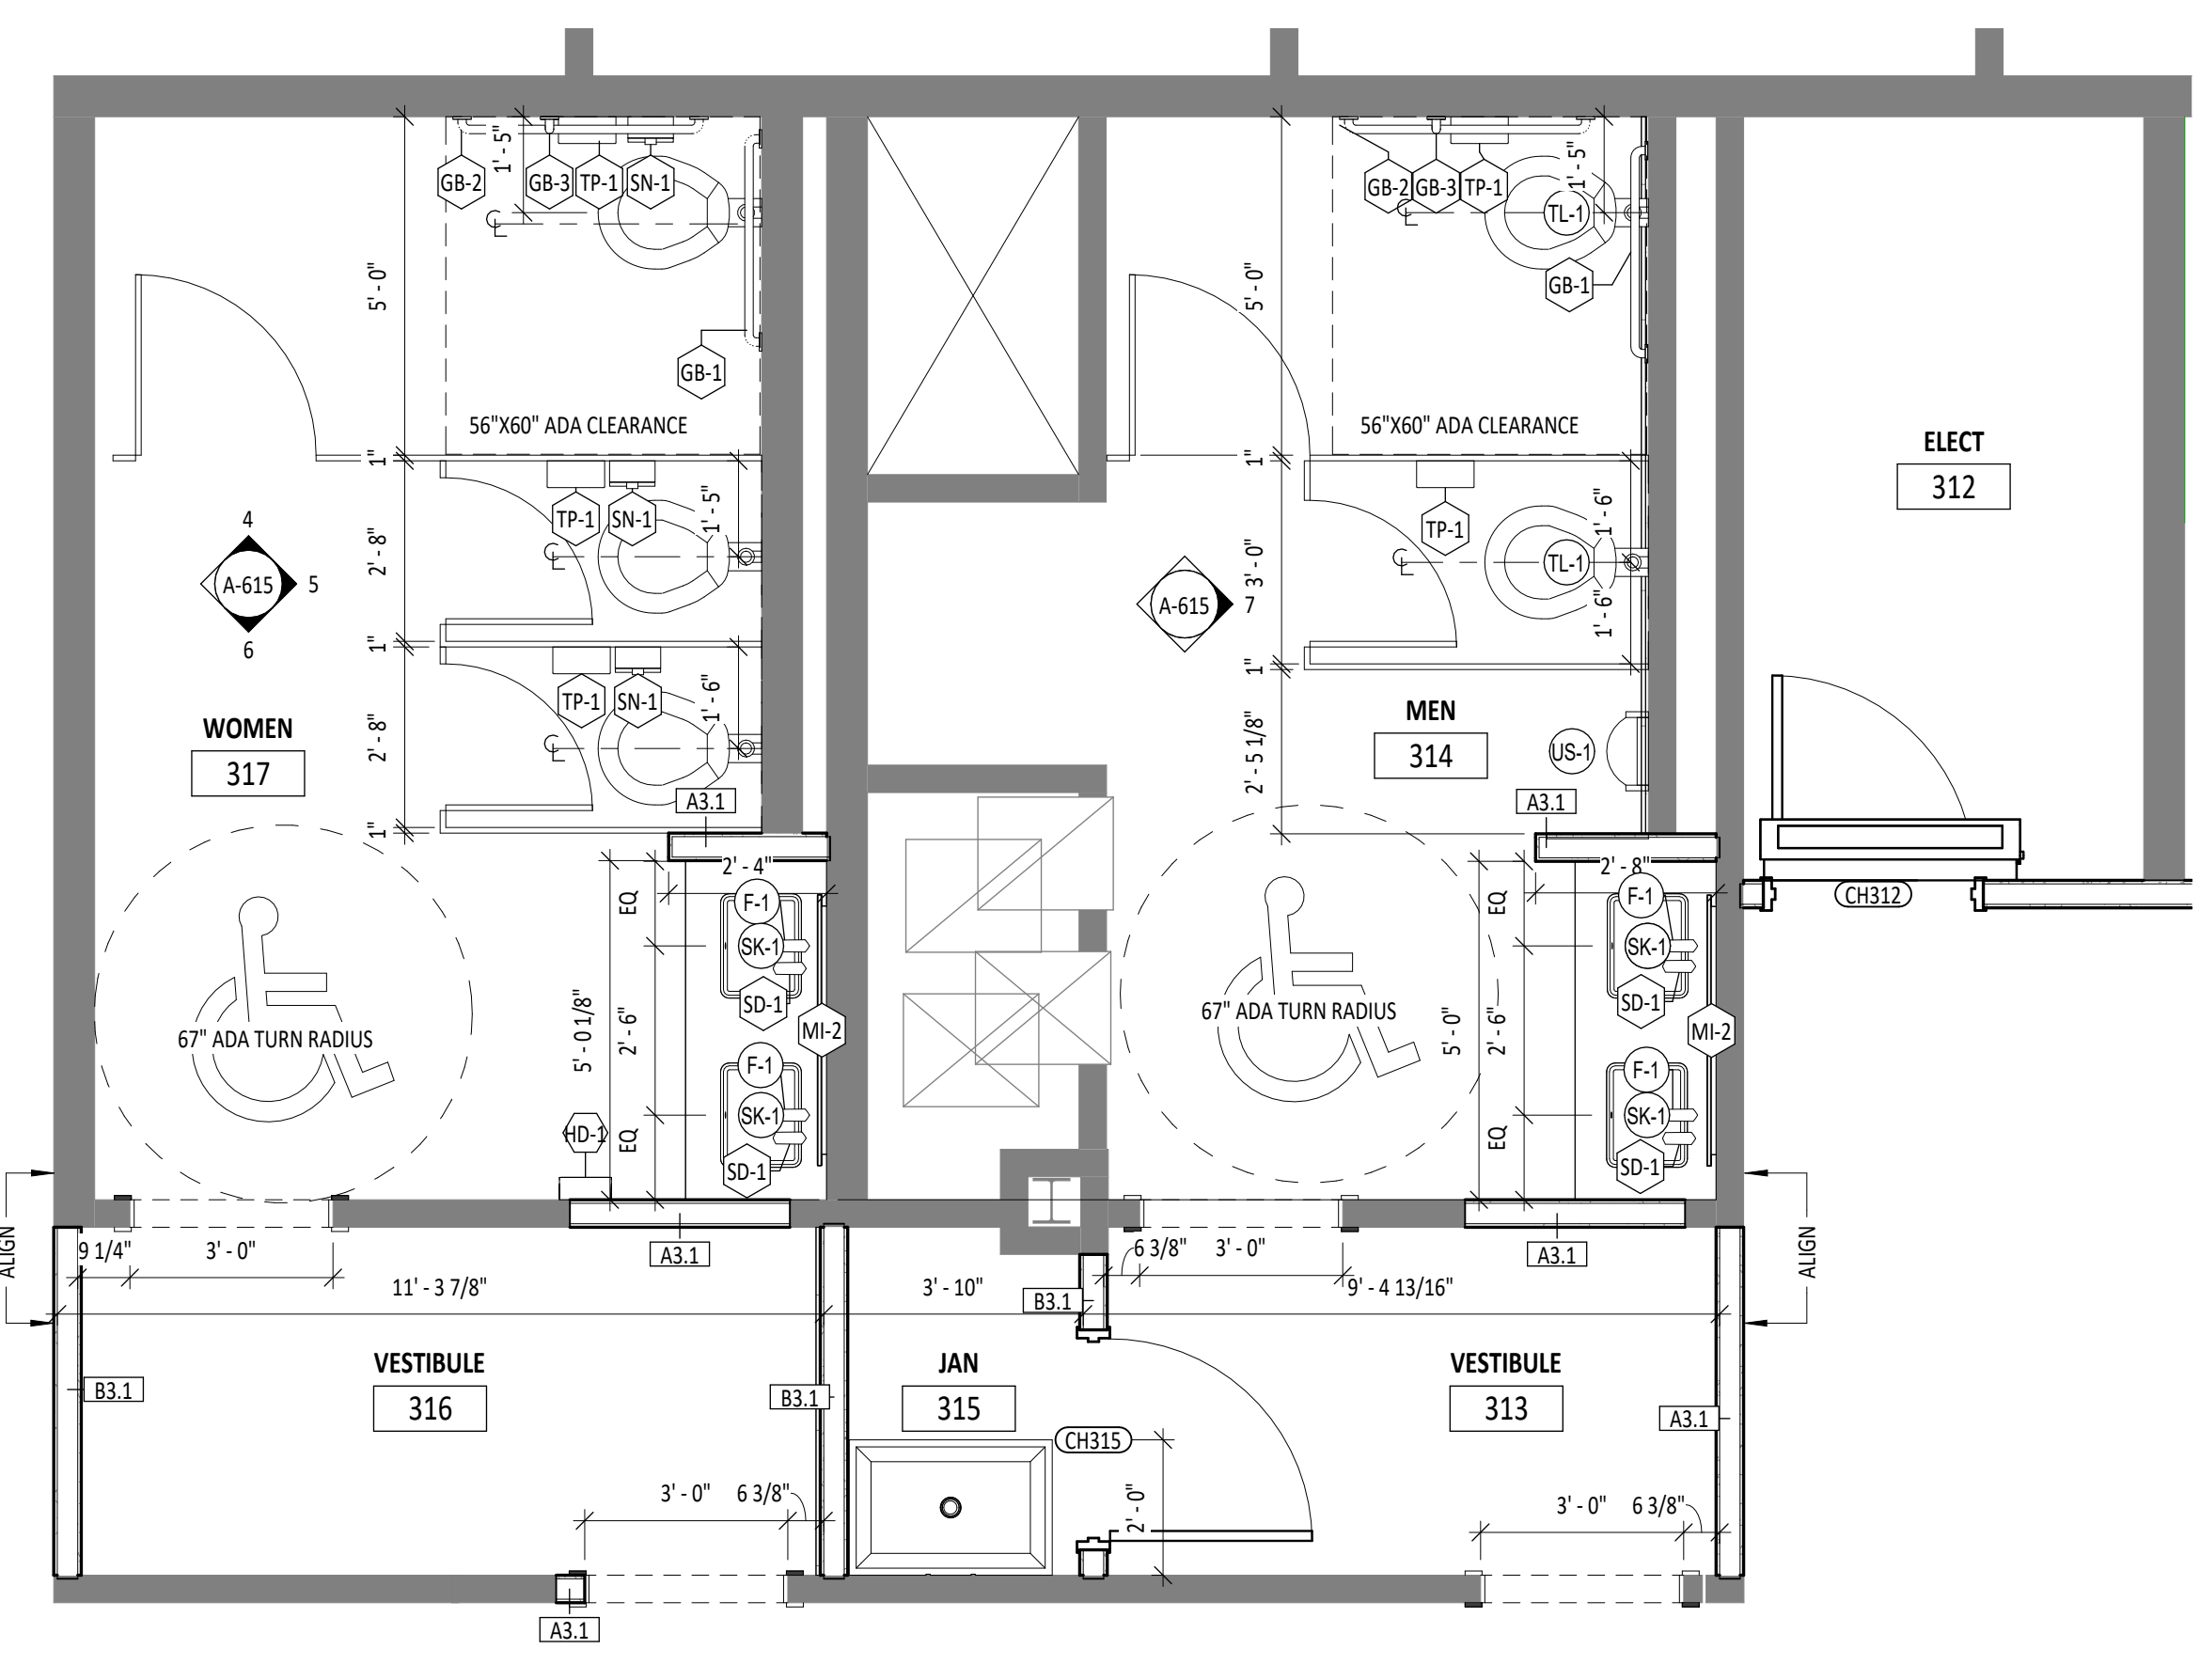 1' - 5"
GB-2
GB-3
TP-1
SN-1
5' - 0"
GB-1
56"X60" ADA CLEARANCE
1"
TP-1
SN-1
1' - 5"
2' - 8"
4
A-615
5
6
1"
TP-1
SN-1
1' - 6"
2' - 8"
WOMEN
317
A3.1
1"
2' - 4"
EQ
F-1
SK-1
SD-1
5' - 0 1/8"
2' - 6"
MI-2
67" ADA TURN RADIUS
F-1
SK-1
HD-1
EQ
SD-1
1' - 5"
GB-2
GB-3
TP-1
TL-1
5' - 0"
GB-1
56"X60" ADA CLEARANCE
1"
TP-1
1' - 6"
TL-1
3' - 0"
A-615
7
1' - 6"
1"
MEN
314
2' - 5 1/8"
US-1
A3.1
2' - 8"
EQ
F-1
SK-1
SD-1
67" ADA TURN RADIUS
5' - 0"
2' - 6"
MI-2
F-1
SK-1
EQ
SD-1
ELECT
312
CH312
ALIGN
9 1/4"
3' - 0"
A3.1
11' - 3 7/8"
3' - 10"
B3.1
6 3/8"
3' - 0"
A3.1
9' - 4 13/16"
ALIGN
VESTIBULE
316
B3.1
B3.1
JAN
315
CH315
VESTIBULE
313
A3.1
3' - 0"
6 3/8"
2' - 0"
3' - 0"
6 3/8"
A3.1